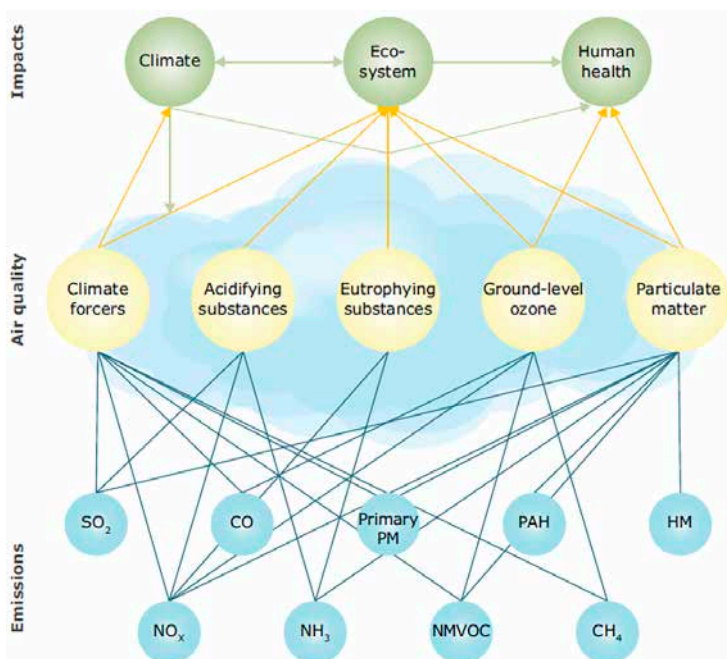 Impacts
Climate
Eco-
system
Human
health
Air quality
Climate
forcers
Acidifying
substances
Eutrophying
substances
Ground-level
ozone
Particulate
matter
Emissions
SO₂
CO
Primary
PM
PAH
HM
NOₓ
NH₃
NMVOC
CH₄